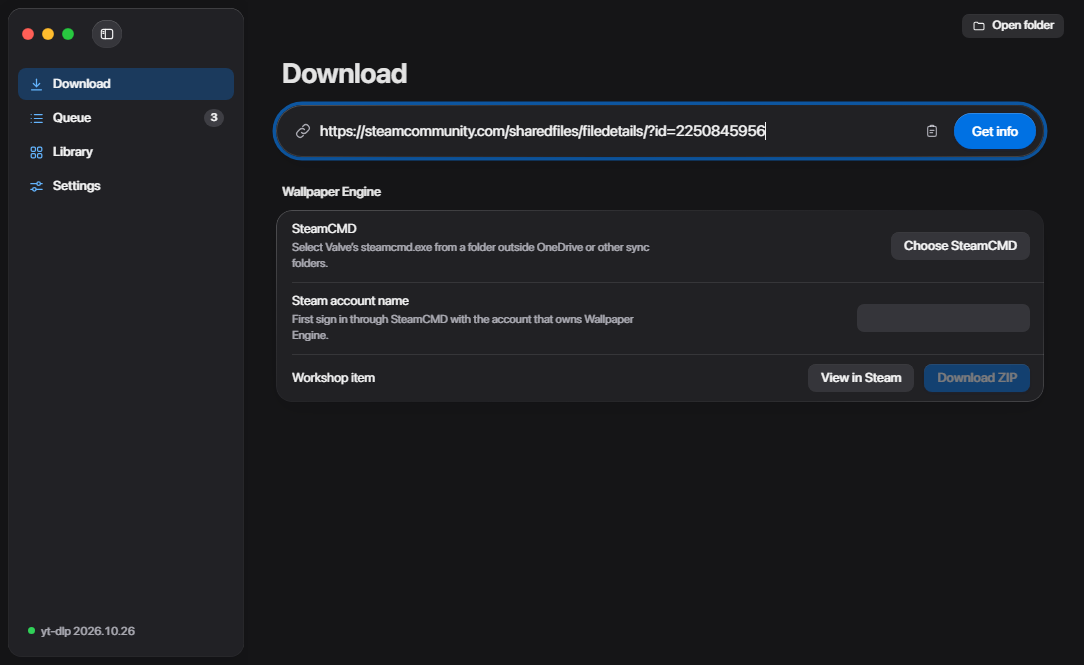 Open folder
Download
Queue
3
Library
Settings
Download
https://steamcommunity.com/sharedfiles/filedetails/?id=2250845956
Get info
Wallpaper Engine
SteamCMD
Select Valve's steamcmd.exe from a folder outside OneDrive or other sync
folders.
Choose SteamCMD
Steam account name
First sign in through SteamCMD with the account that owns Wallpaper
Engine.
Workshop item
View in Steam
Download ZIP
yt-dlp 2026.10.26